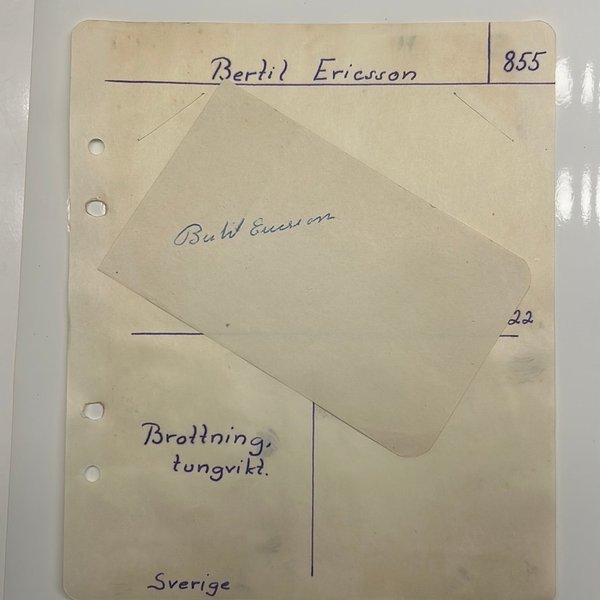 Bertil Ericsson
855
Bertil Ericsson
22
Brottning,
tungvikt.
Sverige